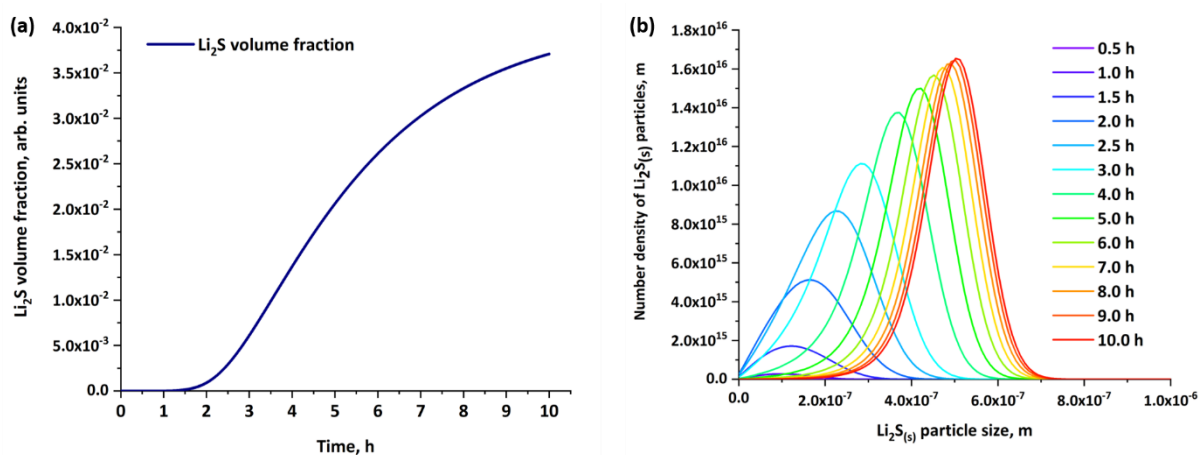 (a)
Li₂S volume fraction
Li₂S volume fraction, arb. units
4.0x10⁻²
3.5x10⁻²
3.0x10⁻²
2.5x10⁻²
2.0x10⁻²
1.5x10⁻²
1.0x10⁻²
5.0x10⁻³
0.0
0 1 2 3 4 5 6 7 8 9 10
Time, h
(b)
Number density of Li₂S₍ₛ₎ particles, m
1.8x10¹⁶
1.6x10¹⁶
1.4x10¹⁶
1.2x10¹⁶
1.0x10¹⁶
8.0x10¹⁵
6.0x10¹⁵
4.0x10¹⁵
2.0x10¹⁵
0.0
0.0 2.0x10⁻⁷ 4.0x10⁻⁷ 6.0x10⁻⁷ 8.0x10⁻⁷ 1.0x10⁻⁶
Li₂S₍ₛ₎ particle size, m
0.5 h
1.0 h
1.5 h
2.0 h
2.5 h
3.0 h
4.0 h
5.0 h
6.0 h
7.0 h
8.0 h
9.0 h
10.0 h